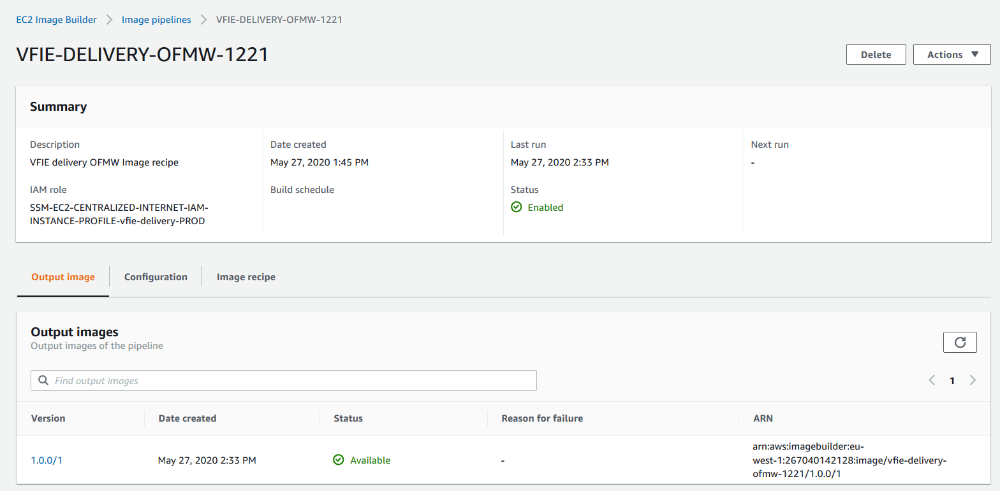 EC2 Image Builder > Image pipelines > VFIE-DELIVERY-OFMW-1221
VFIE-DELIVERY-OFMW-1221
Delete
Actions
Summary
Description
VFIE delivery OFMW Image recipe
IAM role
SSM-EC2-CENTRALIZED-INTERNET-IAM-
INSTANCE-PROFILE-vfie-delivery-PROD
Date created
May 27, 2020 1:45 PM
Build schedule
Last run
May 27, 2020 2:33 PM
Status
Enabled
Next run
-
Output image
Configuration
Image recipe
Output images
Output images of the pipeline
Find output images
1
Version
Date created
Status
Reason for failure
ARN
1.0.0/1
May 27, 2020 2:33 PM
Available
-
arn:aws:imagebuilder:eu-
west-1:267040142128:image/vfie-delivery-
ofmw-1221/1.0.0/1